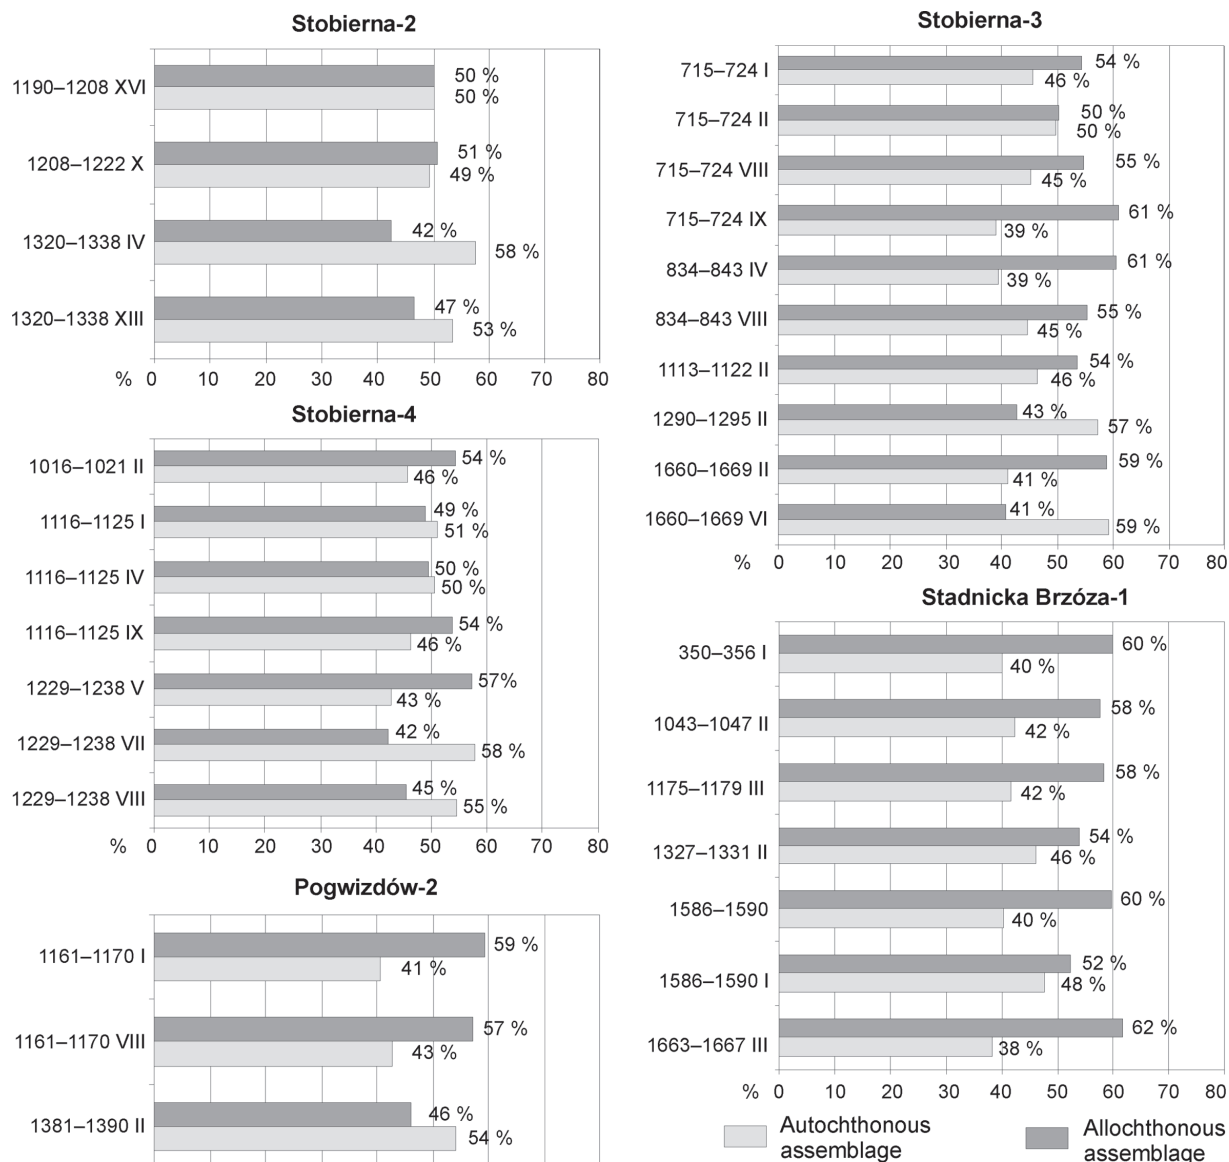 Stobierna-2
1190–1208 XVI
50 %
50 %
1208–1222 X
51 %
49 %
1320–1338 IV
42 %
58 %
1320–1338 XIII
47 %
53 %
% 0 10 20 30 40 50 60 70 80
Stobierna-4
1016–1021 II
54 %
46 %
1116–1125 I
49 %
51 %
1116–1125 IV
50 %
50 %
1116–1125 IX
54 %
46 %
1229–1238 V
57%
43 %
1229–1238 VII
42 %
58 %
1229–1238 VIII
45 %
55 %
% 0 10 20 30 40 50 60 70 80
Pogwizdów-2
1161–1170 I
59 %
41 %
1161–1170 VIII
57 %
43 %
1381–1390 II
46 %
54 %
Stobierna-3
715–724 I
54 %
46 %
715–724 II
50 %
50 %
715–724 VIII
55 %
45 %
715–724 IX
61 %
39 %
834–843 IV
61 %
39 %
834–843 VIII
55 %
45 %
1113–1122 II
54 %
46 %
1290–1295 II
43 %
57 %
1660–1669 II
59 %
41 %
1660–1669 VI
41 %
59 %
% 0 10 20 30 40 50 60 70 80
Stadnicka Brzóza-1
350–356 I
60 %
40 %
1043–1047 II
58 %
42 %
1175–1179 III
58 %
42 %
1327–1331 II
54 %
46 %
1586–1590
60 %
40 %
1586–1590 I
52 %
48 %
1663–1667 III
62 %
38 %
% 0 10 20 30 40 50 60 70 80
Autochthonous
assemblage
Allochthonous
assemblage